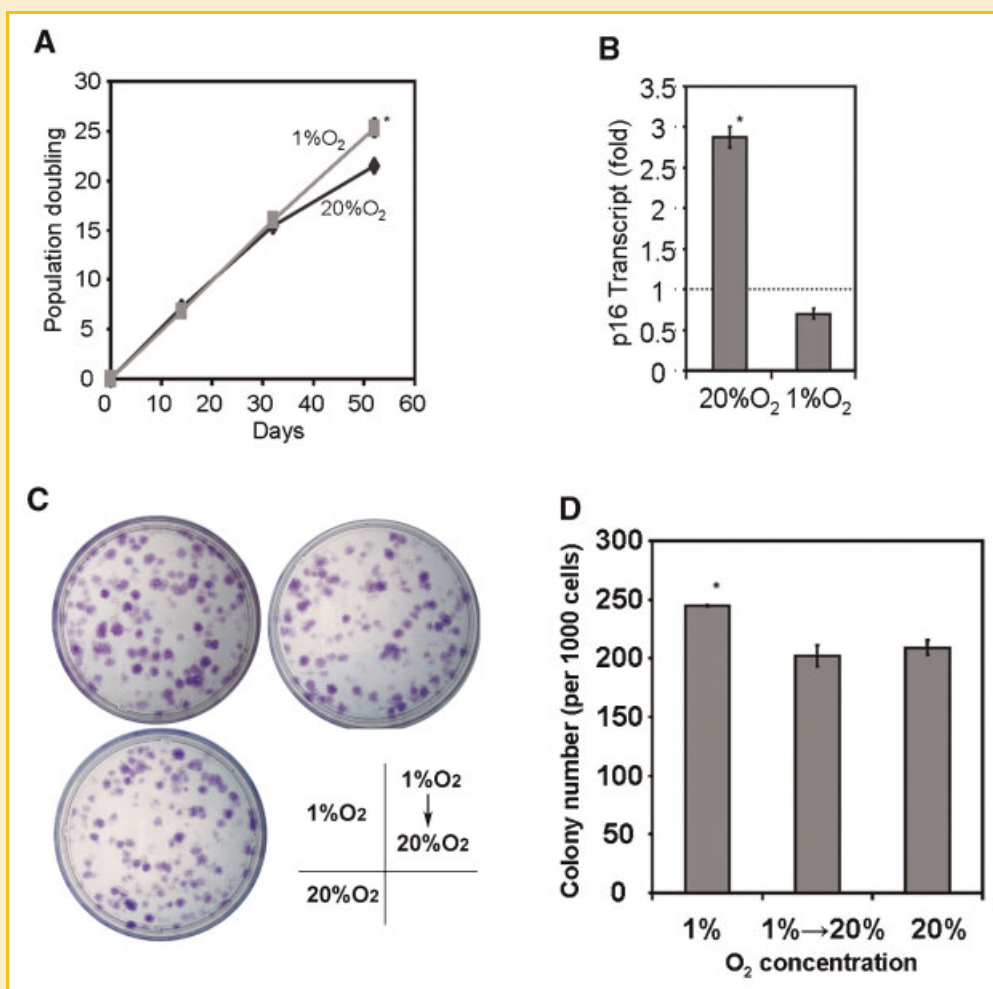 A
30
25
20
15
10
5
0
0 10 20 30 40 50 60
Population doubling
Days
1%O₂
*
20%O₂
B
3.5
3
2.5
2
1.5
1
0.5
0
p16 Transcript (fold)
*
20%O₂ 1%O₂
C
1%O₂
1%O₂
↓
20%O₂
20%O₂
D
300
250
200
150
100
50
0
Colony number (per 1000 cells)
*
1% 1%→20% 20%
O₂ concentration